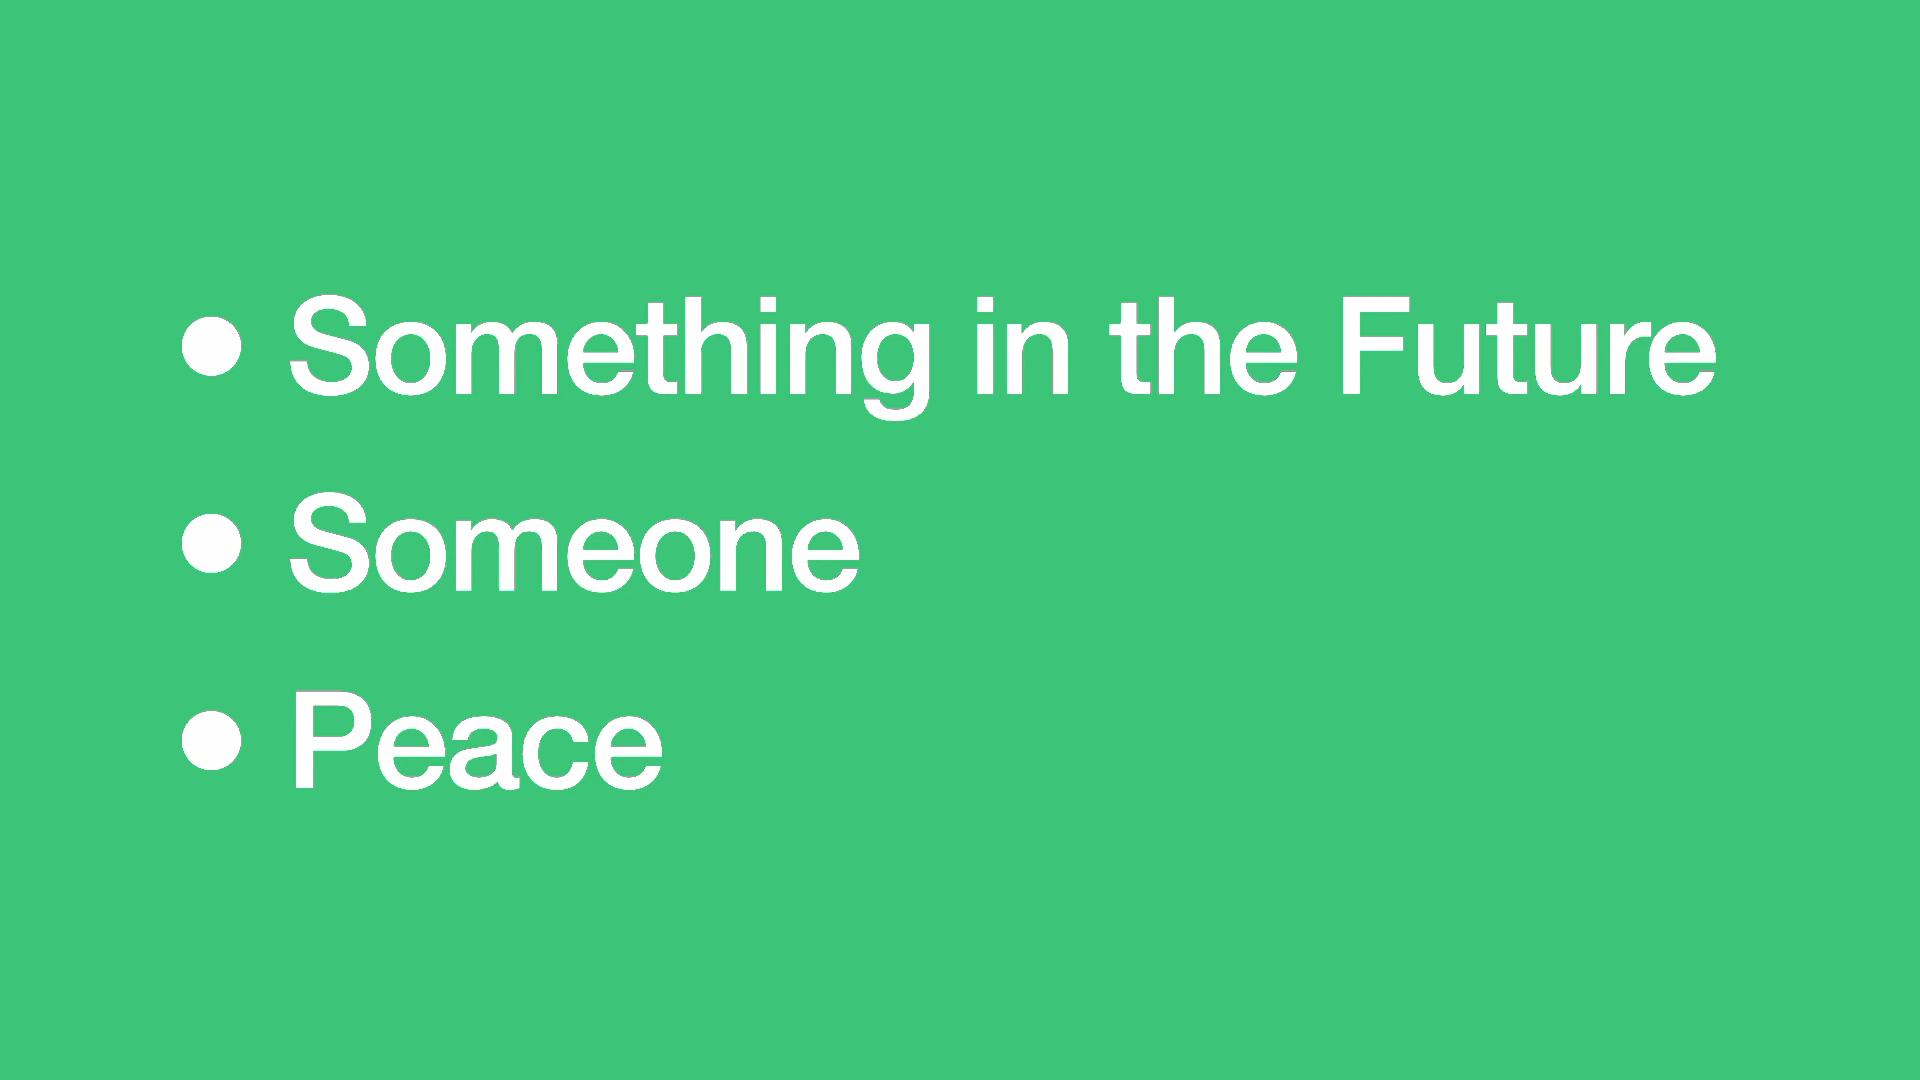 • Something in the Future
• Someone
• Peace